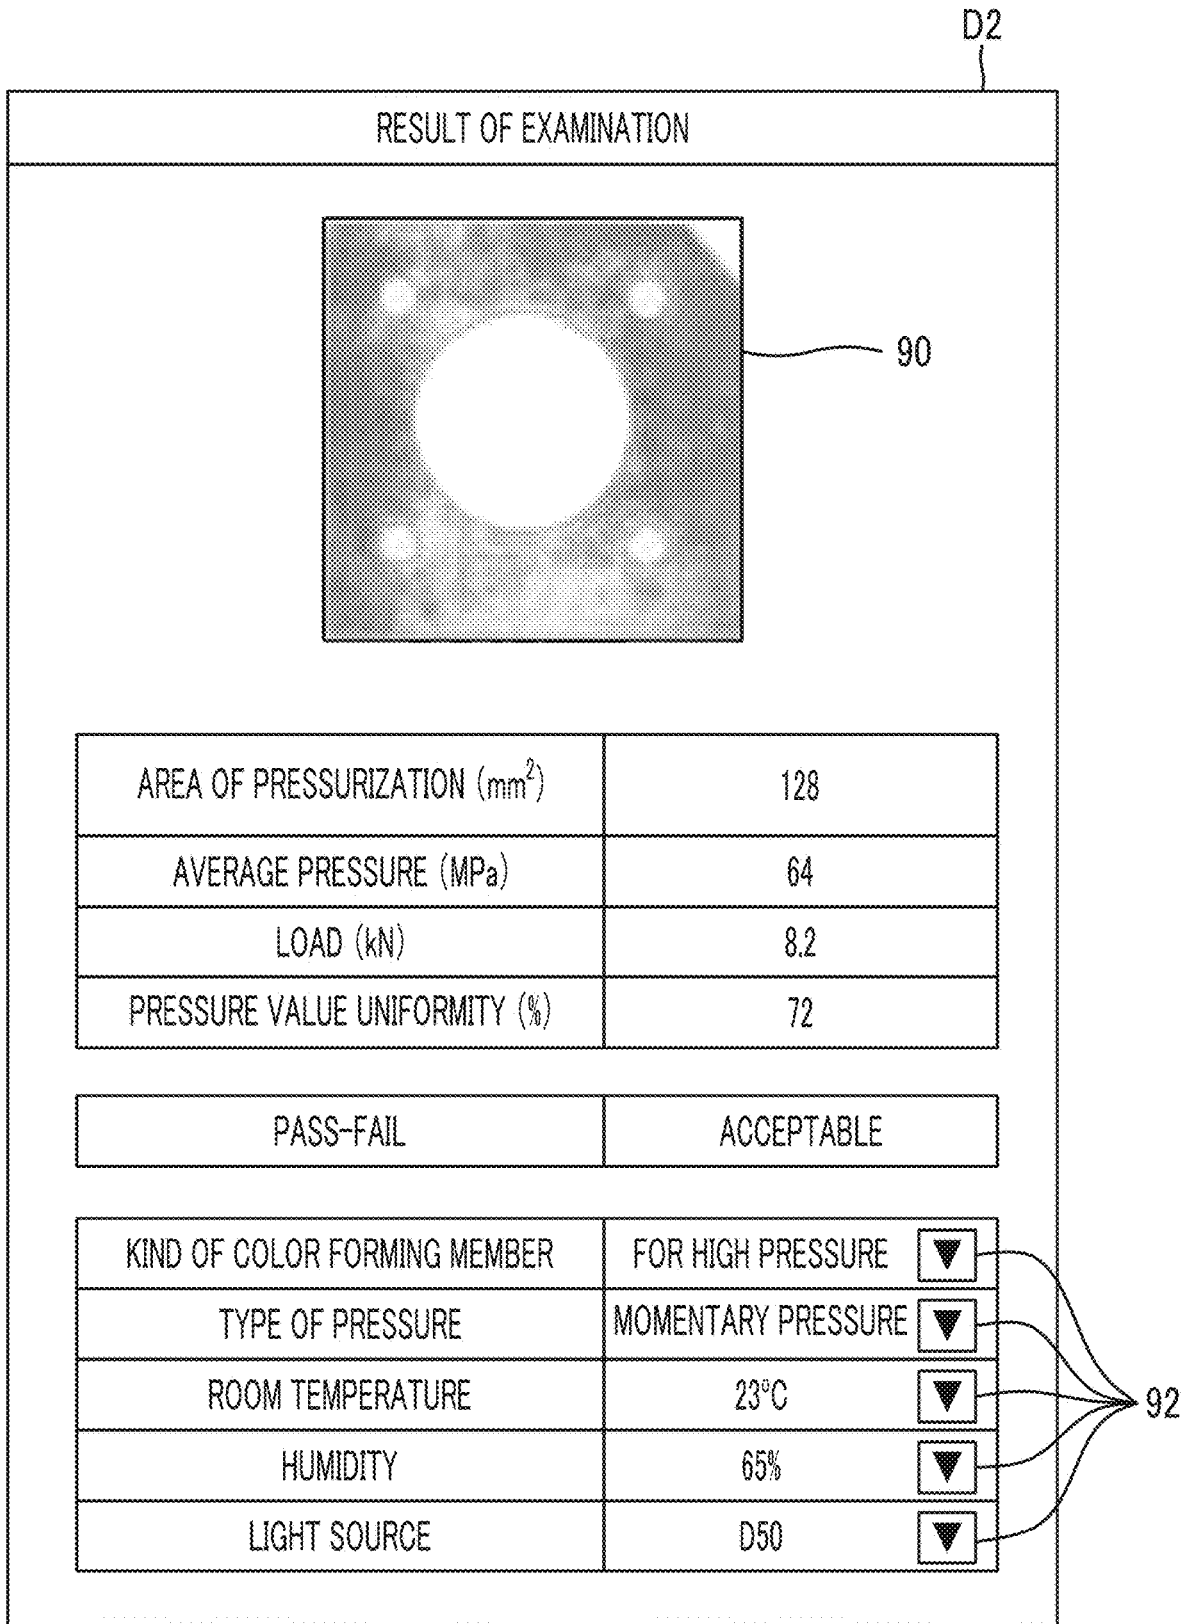 D2
RESULT OF EXAMINATION
90
AREA OF PRESSURIZATION (mm²) 128
AVERAGE PRESSURE (MPa) 64
LOAD (kN) 8.2
PRESSURE VALUE UNIFORMITY (%) 72
PASS-FAIL ACCEPTABLE
KIND OF COLOR FORMING MEMBER FOR HIGH PRESSURE ▼
TYPE OF PRESSURE MOMENTARY PRESSURE ▼
ROOM TEMPERATURE 23°C ▼
92
HUMIDITY 65% ▼
LIGHT SOURCE D50 ▼